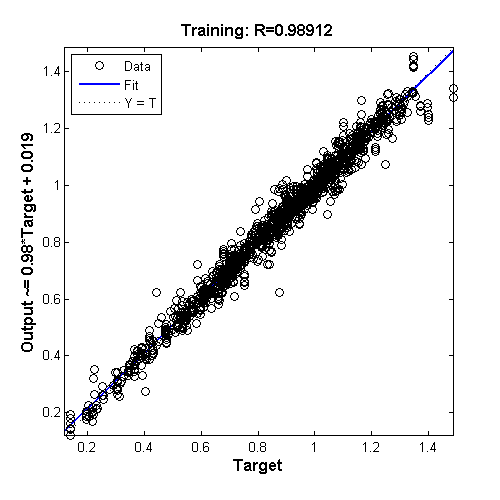 Training: R=0.98912
Data
Fit
Y = T
Output ~= 0.98*Target + 0.019
1.4
1.2
1
0.8
0.6
0.4
0.2
0.2 0.4 0.6 0.8 1 1.2 1.4
Target